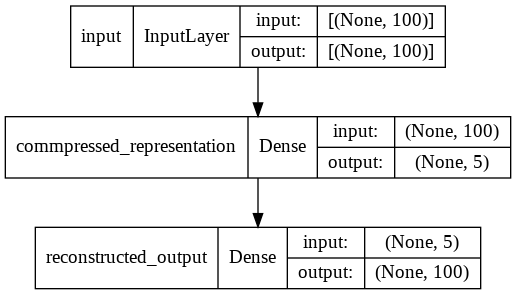 input InputLayer input: [(None, 100)]
output: [(None, 100)]
commpressed_representation Dense input: (None, 100)
output: (None, 5)
reconstructed_output Dense input: (None, 5)
output: (None, 100)